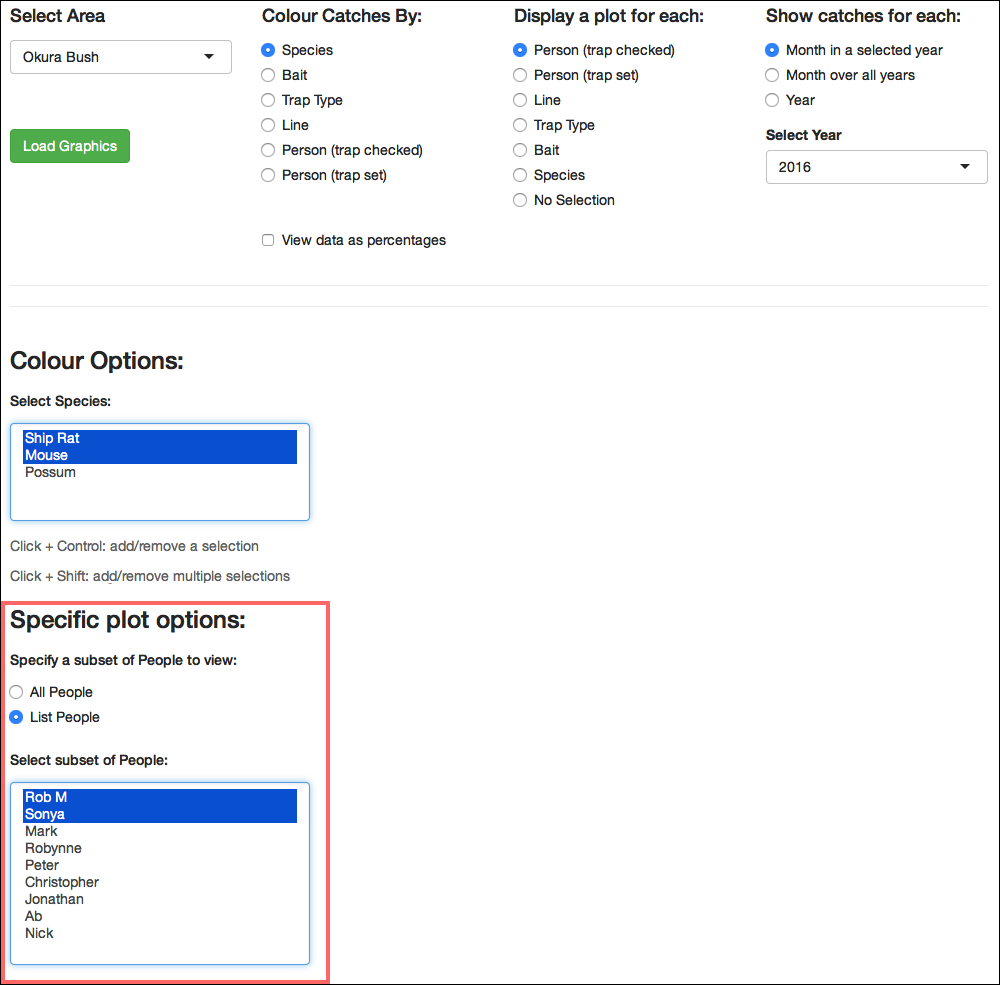 Select Area
Okura Bush
Load Graphics
Colour Catches By:
Species
Bait
Trap Type
Line
Person (trap checked)
Person (trap set)
View data as percentages
Display a plot for each:
Person (trap checked)
Person (trap set)
Line
Trap Type
Bait
Species
No Selection
Show catches for each:
Month in a selected year
Month over all years
Year
Select Year
2016
Colour Options:
Select Species:
Ship Rat
Mouse
Possum
Click + Control: add/remove a selection
Click + Shift: add/remove multiple selections
Specific plot options:
Specify a subset of People to view:
All People
List People
Select subset of People:
Rob M
Sonya
Mark
Robynne
Peter
Christopher
Jonathan
Ab
Nick